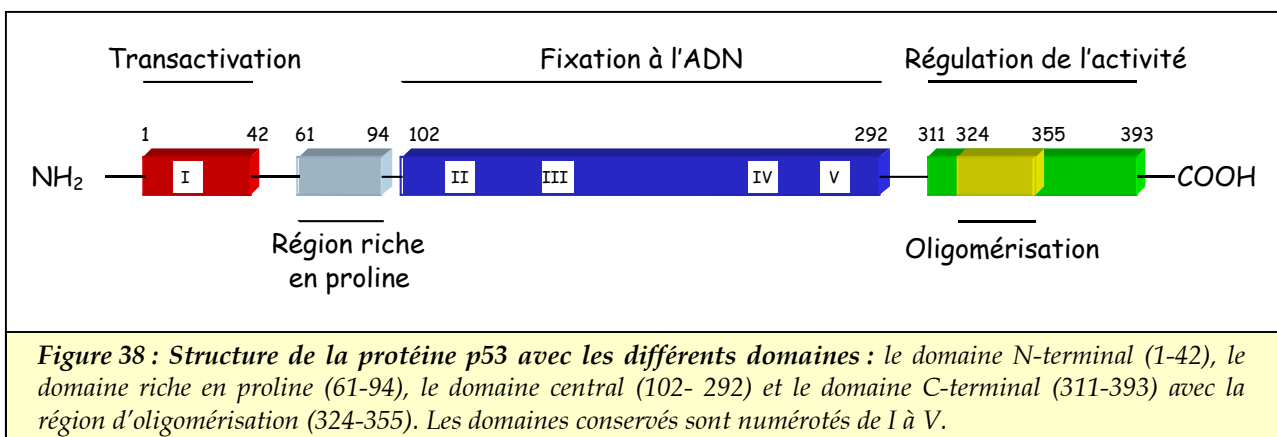 Transactivation Fixation à l'ADN Régulation de l'activité
1 42 61 94 102 292 311 324 355 393
NH2 I II III IV V COOH
Région riche Oligomérisation
en proline
Figure 38 : Structure de la protéine p53 avec les différents domaines : le domaine N-terminal (1-42), le
domaine riche en proline (61-94), le domaine central (102- 292) et le domaine C-terminal (311-393) avec la
région d'oligomérisation (324-355). Les domaines conservés sont numérotés de I à V.